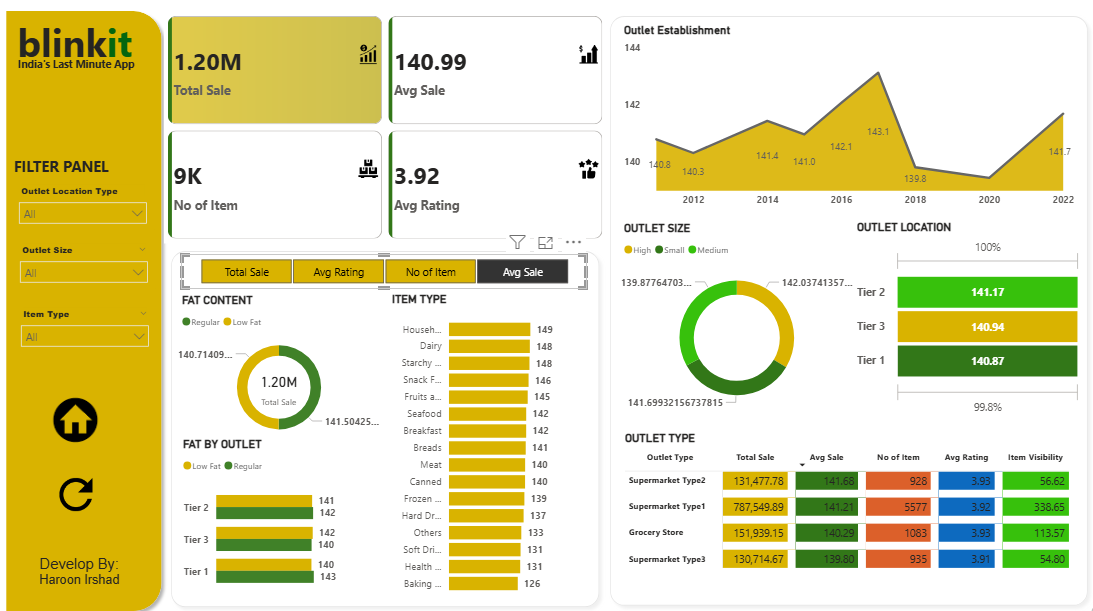 blinkit
India's Last Minute App
FILTER PANEL
Outlet Location Type
All
Outlet Size
All
Item Type
All
Develop By:
Haroon Irshad
1.20M
Total Sale
140.99
Avg Sale
9K
No of Item
3.92
Avg Rating
Total Sale
Avg Rating
No of Item
Avg Sale
FAT CONTENT
Regular Low Fat
140.71409...
1.20M
Total Sale
141.50425...
FAT BY OUTLET
Low Fat Regular
Tier 2 141
142
Tier 3 142
140
Tier 1 140
143
ITEM TYPE
Househ... 149
Dairy 148
Starchy ... 148
Snack F... 146
Fruits a... 145
Seafood 142
Breakfast 142
Breads 141
Meat 140
Canned 140
Frozen ... 139
Hard Dr... 137
Others 133
Soft Dri... 131
Health ... 131
Baking ... 126
Outlet Establishment
144
142
140
140.8
140.3
141.4
141.0
142.1
143.1
139.8
141.7
2012 2014 2016 2018 2020 2022
OUTLET SIZE
High Small Medium
139.87764703...
142.03741357...
141.69932156737815
OUTLET LOCATION
100%
Tier 2 141.17
Tier 3 140.94
Tier 1 140.87
99.8%
OUTLET TYPE
Outlet Type Total Sale Avg Sale No of Item Avg Rating Item Visibility
Supermarket Type2 131,477.78 141.68 928 3.93 56.62
Supermarket Type1 787,549.89 141.21 5577 3.92 338.65
Grocery Store 151,939.15 140.29 1083 3.93 113.57
Supermarket Type3 130,714.67 139.80 935 3.91 54.80